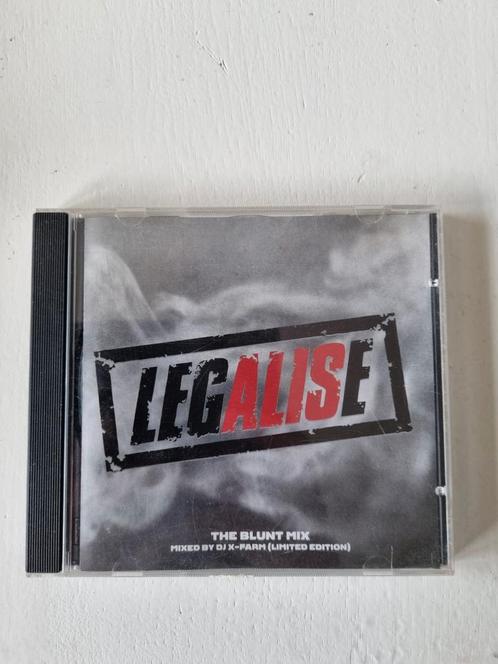 LEGALISE
THE BLUNT MIX
MIXED BY DJ X-FARM (LIMITED EDITION)